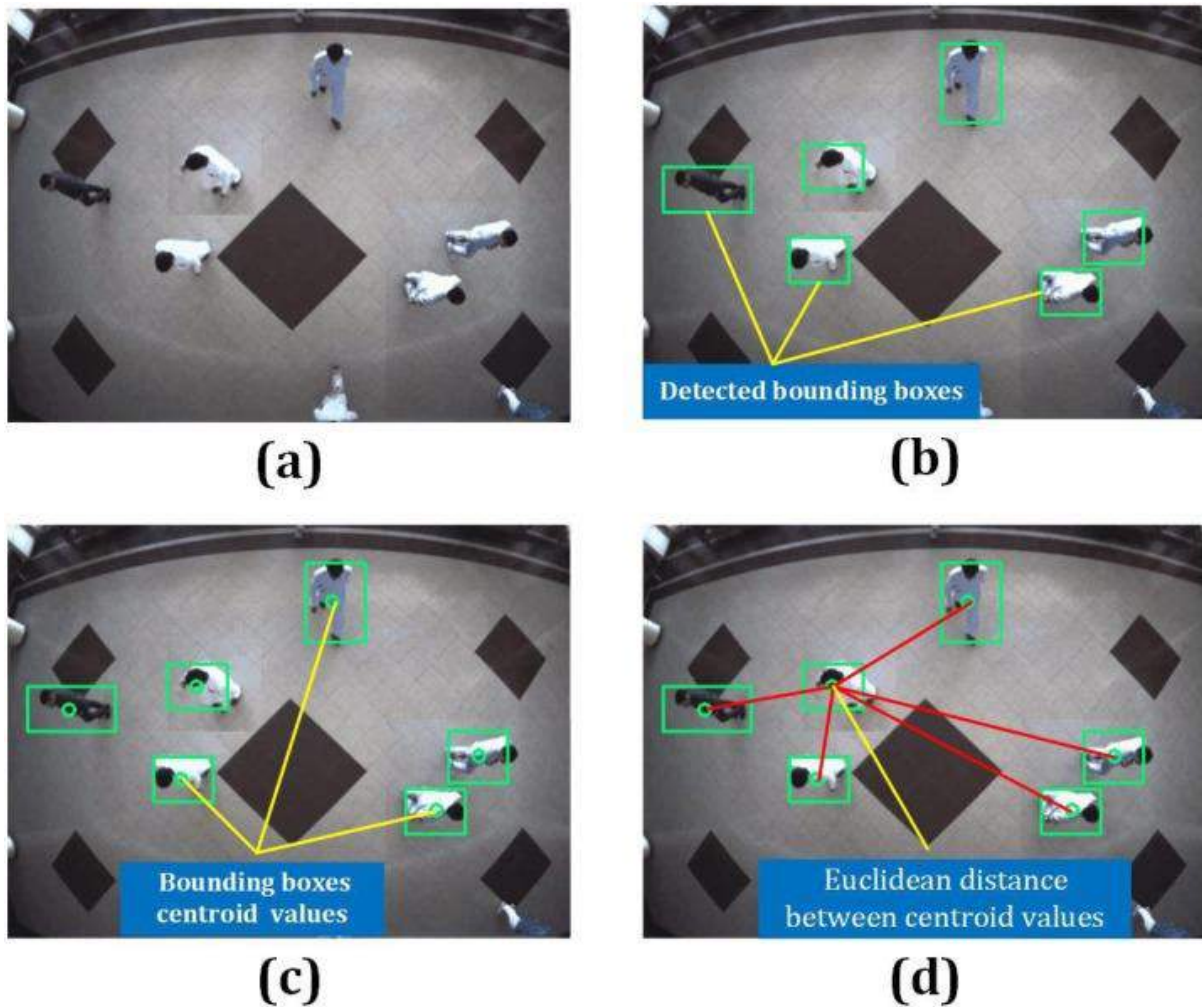 Detected bounding boxes
(a)
(b)
Bounding boxes
centroid values
Euclidean distance
between centroid values
(c)
(d)